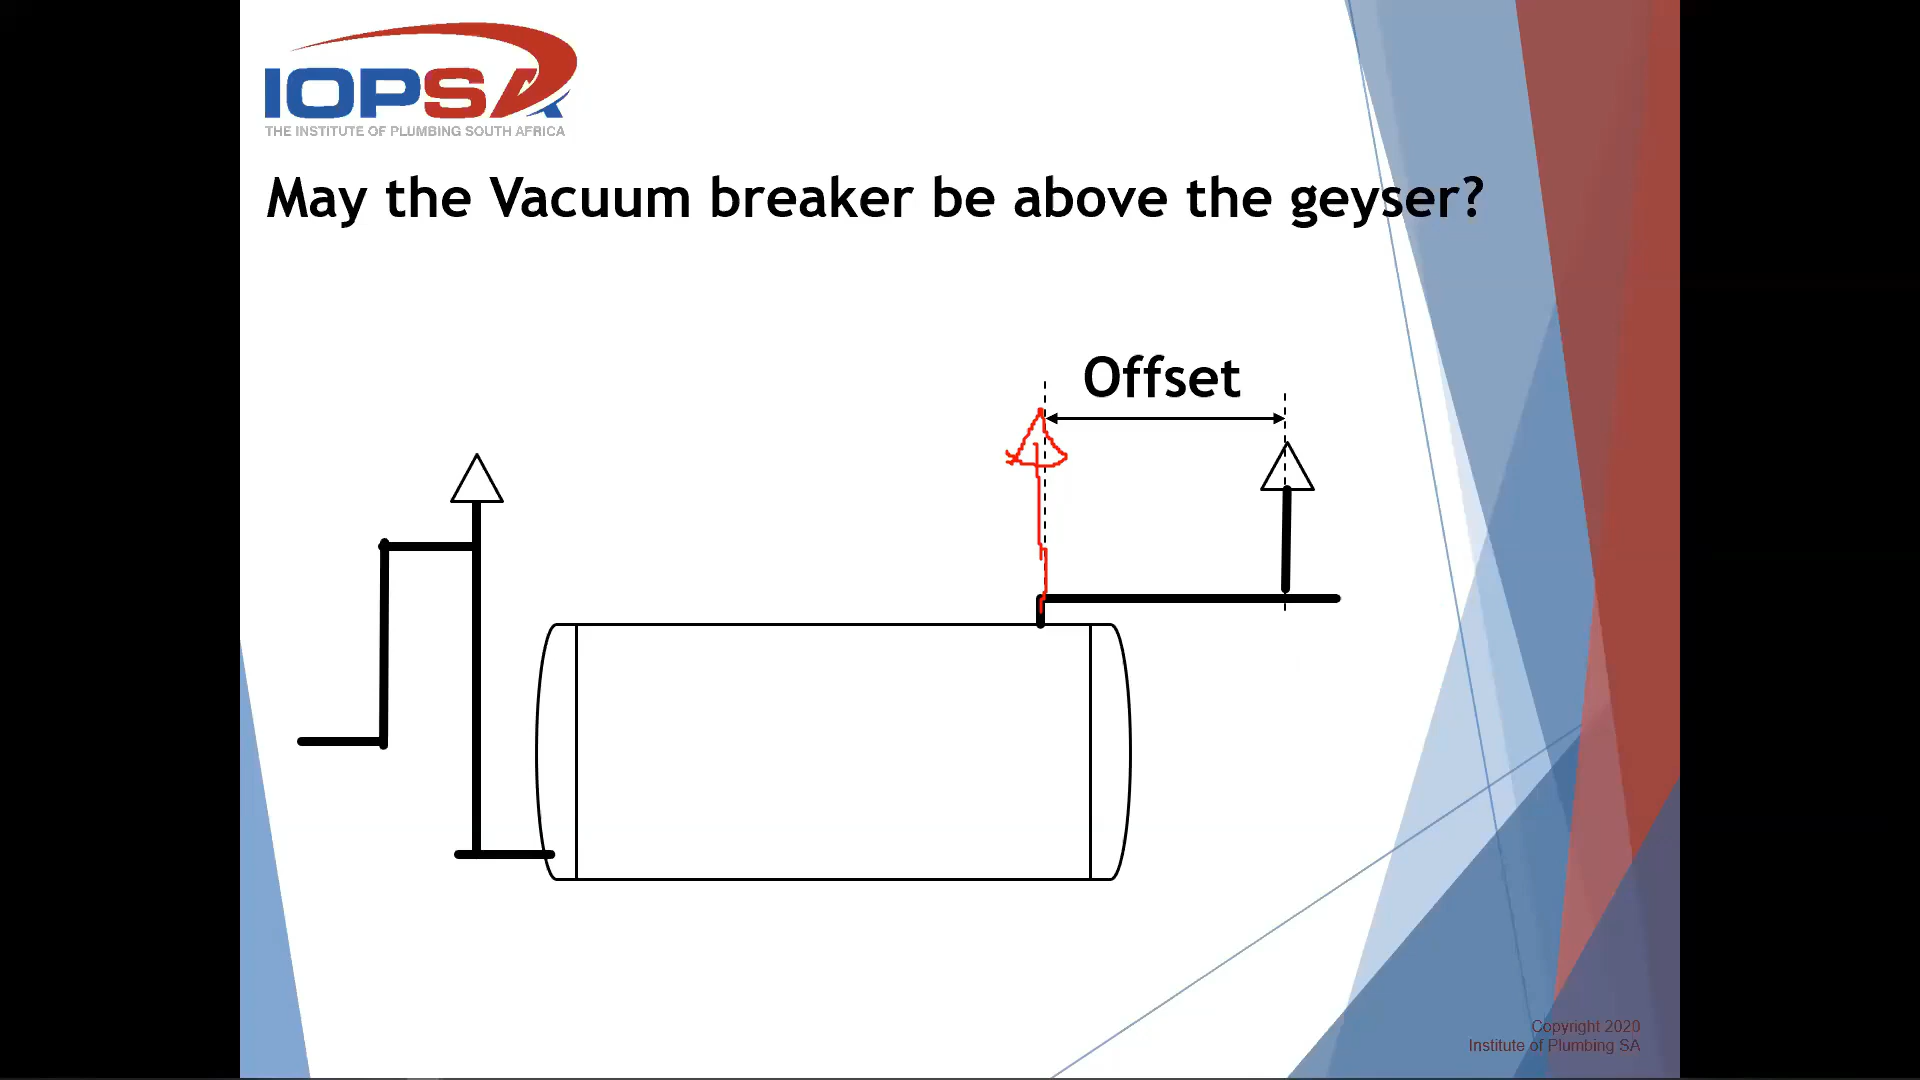 IOPSA
THE INSTITUTE OF PLUMBING SOUTH AFRICA
May the Vacuum breaker be above the geyser?
Offset
Copyright 2020
Institute of Plumbing SA